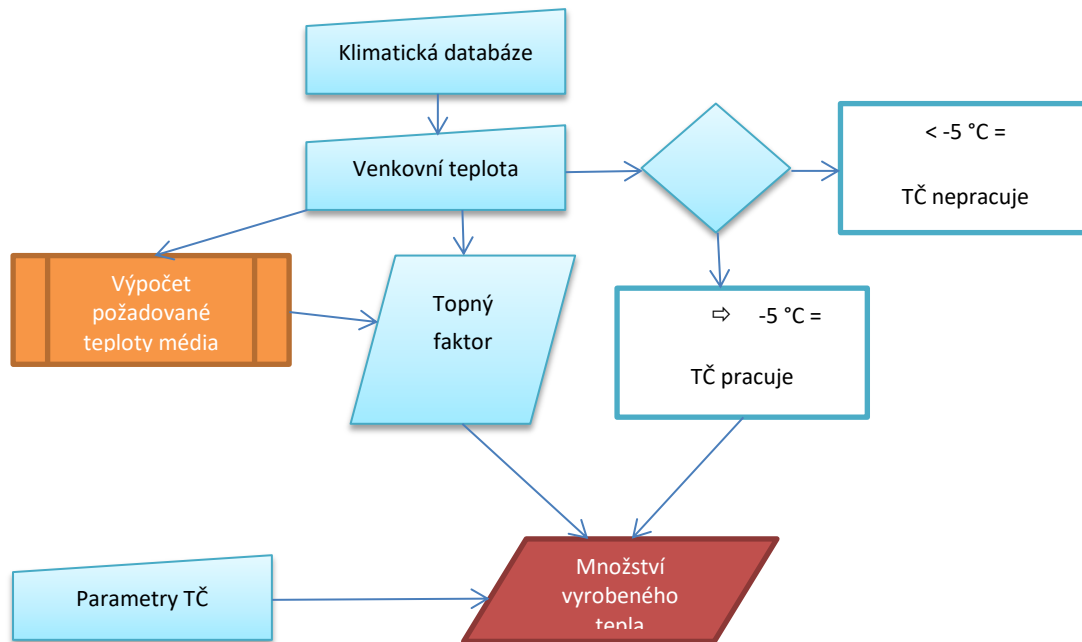 Klimatická databáze
Venkovní teplota
< -5 °C =
TČ nepracuje
Výpočet
požadované
teploty média
Topný
faktor
⇨ -5 °C =
TČ pracuje
Parametry TČ
Množství
vyrobeného
tepla